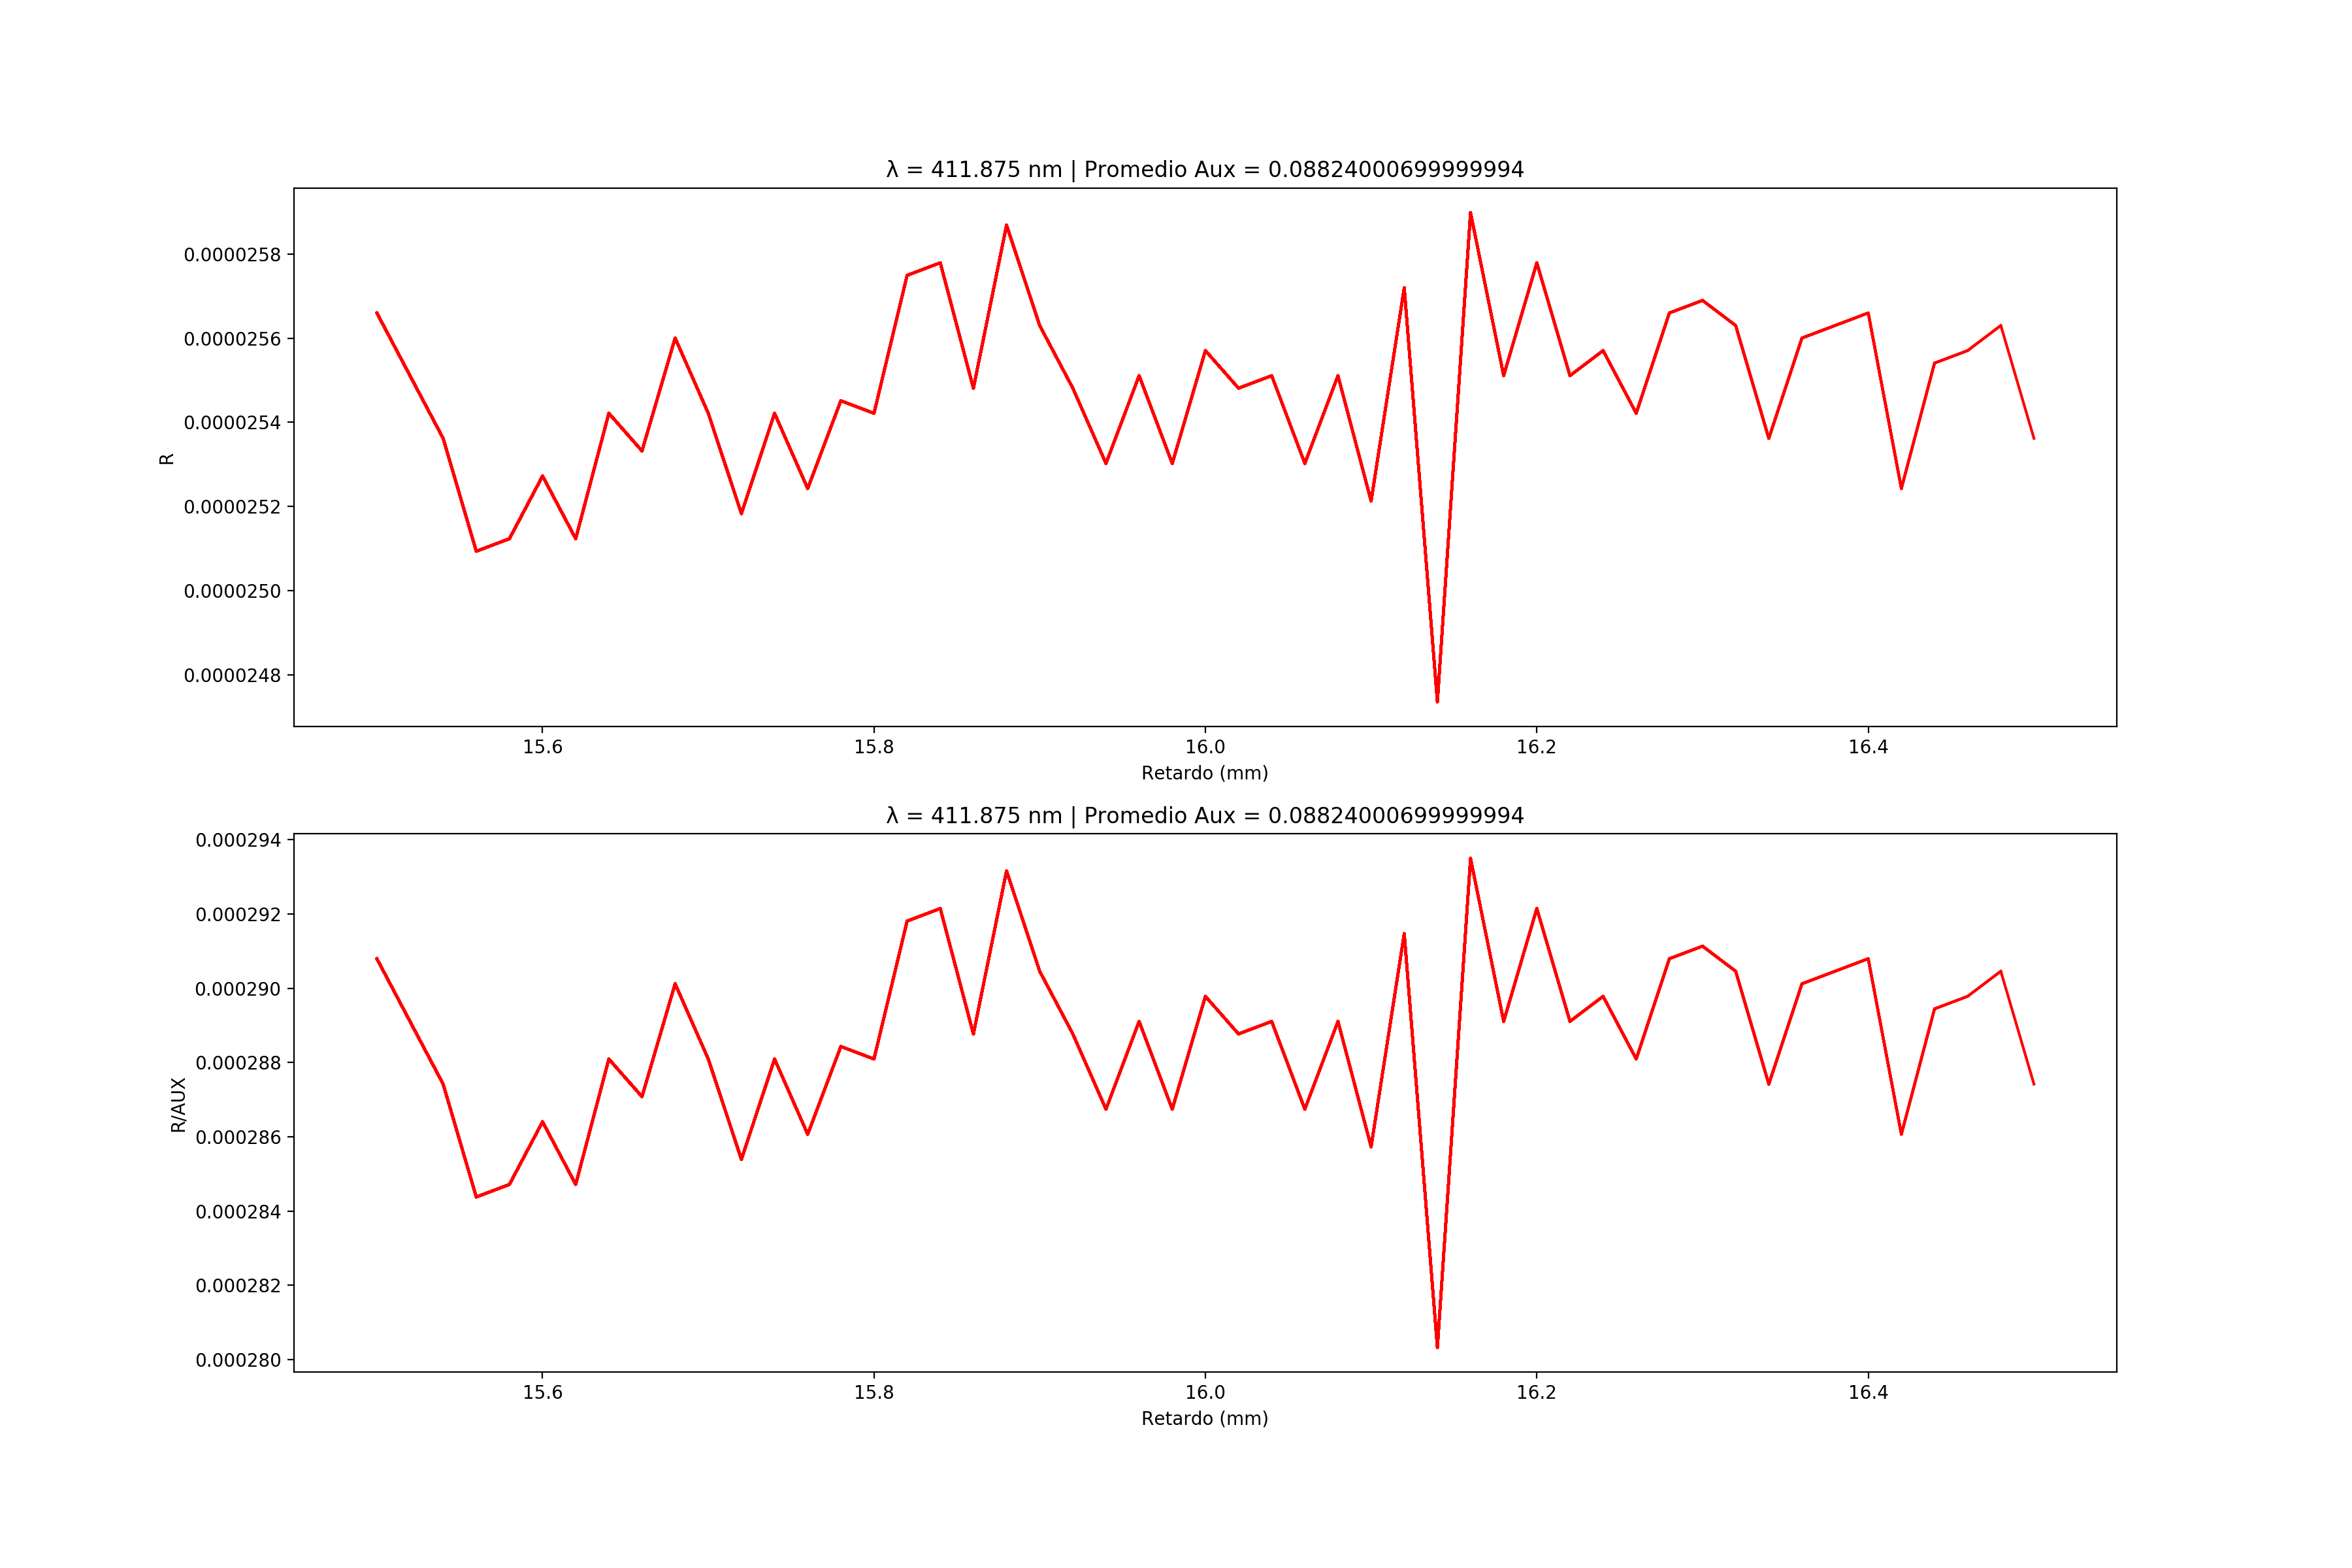 λ = 411.875 nm | Promedio Aux = 0.08824000699999994
0.0000258
0.0000256
0.0000254
0.0000252
0.0000250
0.0000248
R
15.6 15.8 16.0 16.2 16.4
Retardo (mm)
λ = 411.875 nm | Promedio Aux = 0.08824000699999994
0.000294
0.000292
0.000290
0.000288
0.000286
0.000284
0.000282
0.000280
R/AUX
15.6 15.8 16.0 16.2 16.4
Retardo (mm)